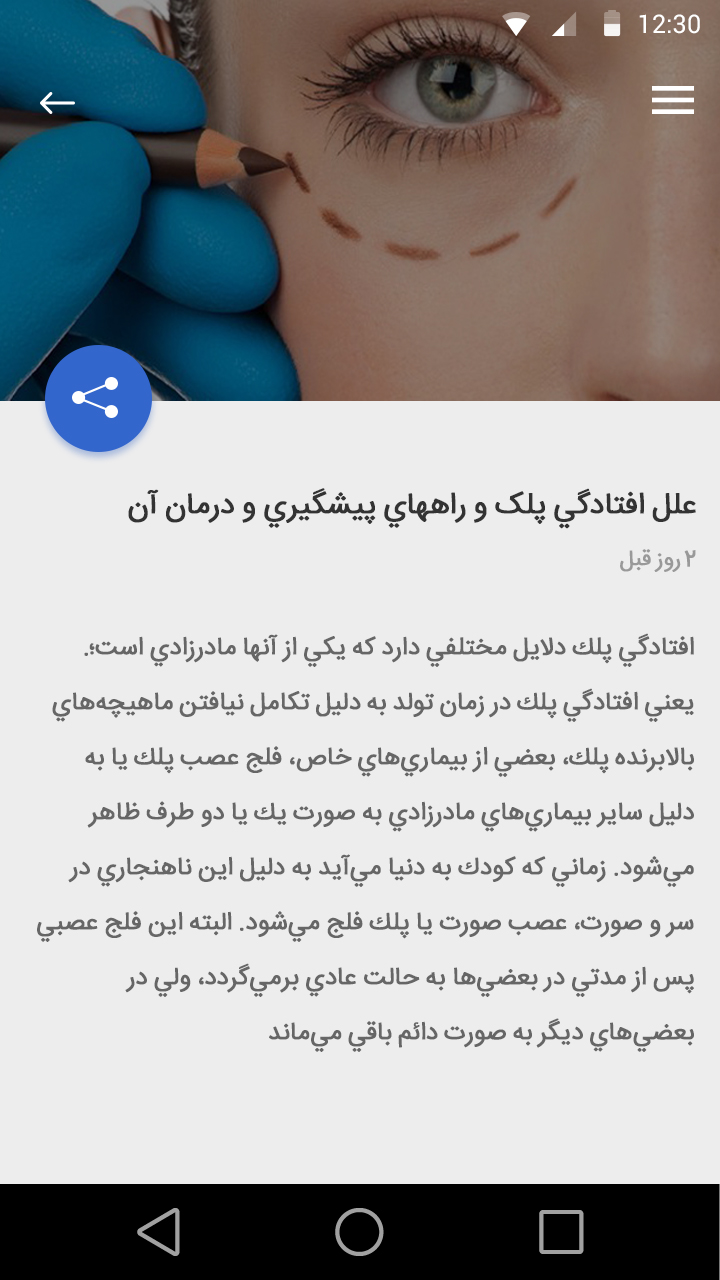 12:30
علل افتادگي پلک و راههاي پيشگيري و درمان آن
۲ روز قبل
افتادگي پلك دلايل مختلفي دارد كه يكي از آنها مادرزادي است؛.
يعني افتادگي پلك در زمان تولد به دليل تكامل نيافتن ماهيچه‌هاي
بالابرنده پلك، بعضي از بيماري‌هاي خاص، فلج عصب پلك يا به
دليل ساير بيماري‌هاي مادرزادي به صورت يك يا دو طرف ظاهر
مي‌شود. زماني كه كودك به دنيا مي‌آيد به دليل اين ناهنجاري در
سر و صورت، عصب صورت يا پلك فلج مي‌شود. البته اين فلج عصبي
پس از مدتي در بعضي‌ها به حالت عادي برمي‌گردد، ولي در
بعضي‌هاي ديگر به صورت دائم باقي مي‌ماند